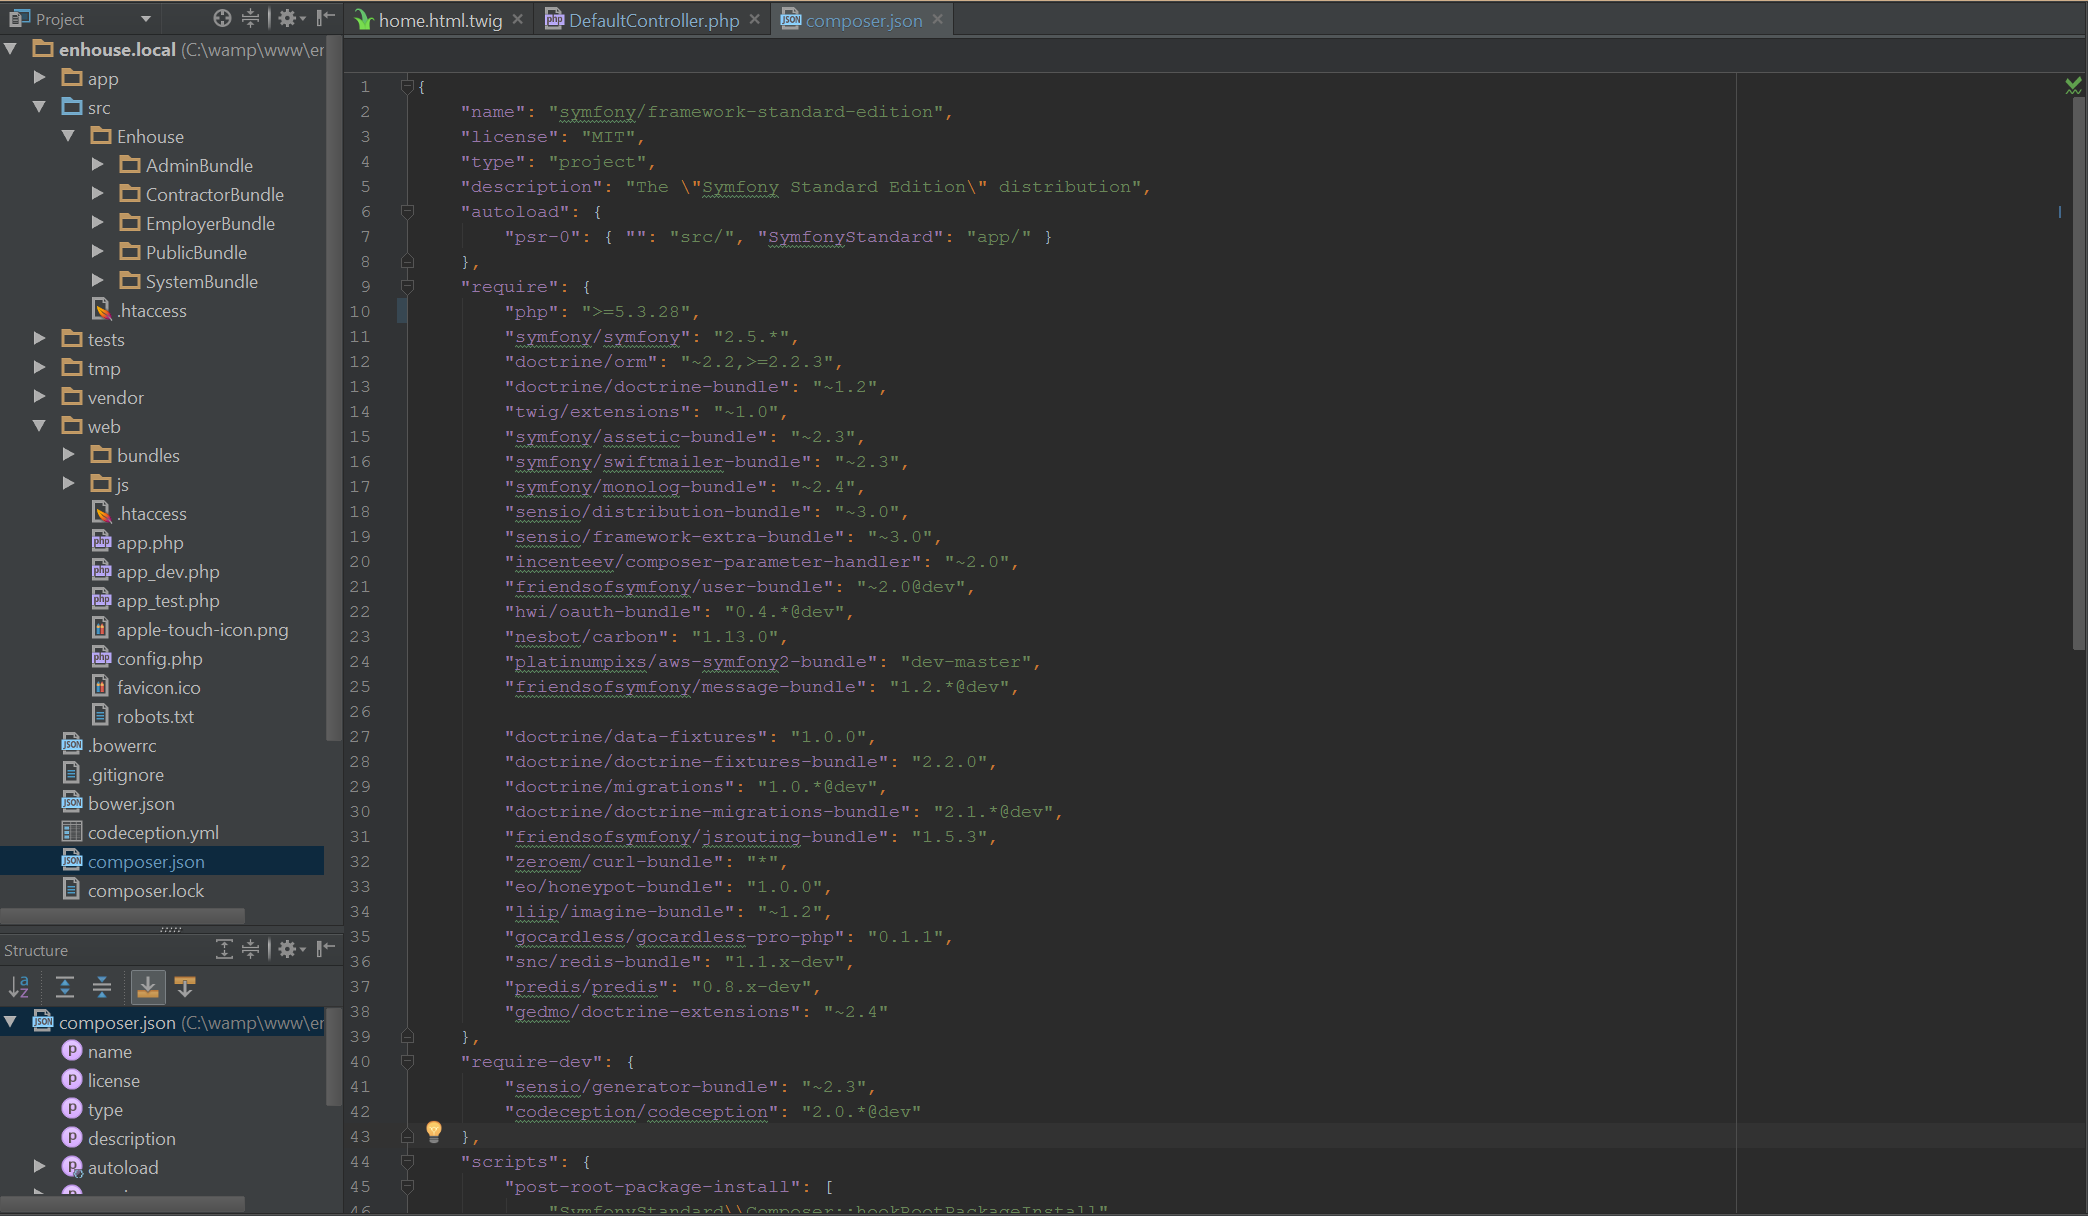 Project
enhouse.local (C:\wamp\www\er
app
src
Enhouse
AdminBundle
ContractorBundle
EmployerBundle
PublicBundle
SystemBundle
.htaccess
tests
tmp
vendor
web
bundles
js
.htaccess
app.php
app_dev.php
app_test.php
apple-touch-icon.png
config.php
favicon.ico
robots.txt
.bowerrc
.gitignore
bower.json
codeception.yml
composer.json
composer.lock
Structure
composer.json (C:\wamp\www\er
name
license
type
description
autoload
home.html.twig DefaultController.php composer.json
1 {
2 "name": "symfony/framework-standard-edition",
3 "license": "MIT",
4 "type": "project",
5 "description": "The \"Symfony Standard Edition\" distribution",
6 "autoload": {
7 "psr-0": { "": "src/", "SymfonyStandard": "app/" }
8 },
9 "require": {
10 "php": ">=5.3.28",
11 "symfony/symfony": "2.5.*",
12 "doctrine/orm": "~2.2,>=2.2.3",
13 "doctrine/doctrine-bundle": "~1.2",
14 "twig/extensions": "~1.0",
15 "symfony/assetic-bundle": "~2.3",
16 "symfony/swiftmailer-bundle": "~2.3",
17 "symfony/monolog-bundle": "~2.4",
18 "sensio/distribution-bundle": "~3.0",
19 "sensio/framework-extra-bundle": "~3.0",
20 "incenteev/composer-parameter-handler": "~2.0",
21 "friendsofsymfony/user-bundle": "~2.0@dev",
22 "hwi/oauth-bundle": "0.4.*@dev",
23 "nesbot/carbon": "1.13.0",
24 "platinumpixs/aws-symfony2-bundle": "dev-master",
25 "friendsofsymfony/message-bundle": "1.2.*@dev",
26
27 "doctrine/data-fixtures": "1.0.0",
28 "doctrine/doctrine-fixtures-bundle": "2.2.0",
29 "doctrine/migrations": "1.0.*@dev",
30 "doctrine/doctrine-migrations-bundle": "2.1.*@dev",
31 "friendsofsymfony/jsrouting-bundle": "1.5.3",
32 "zeroem/curl-bundle": "*",
33 "eo/honeypot-bundle": "1.0.0",
34 "liip/imagine-bundle": "~1.2",
35 "gocardless/gocardless-pro-php": "0.1.1",
36 "snc/redis-bundle": "1.1.x-dev",
37 "predis/predis": "0.8.x-dev",
38 "gedmo/doctrine-extensions": "~2.4"
39 },
40 "require-dev": {
41 "sensio/generator-bundle": "~2.3",
42 "codeception/codeception": "2.0.*@dev"
43 },
44 "scripts": {
45 "post-root-package-install": [
46 "SymfonyStandard\\Composer::hookRootPackageInstall"